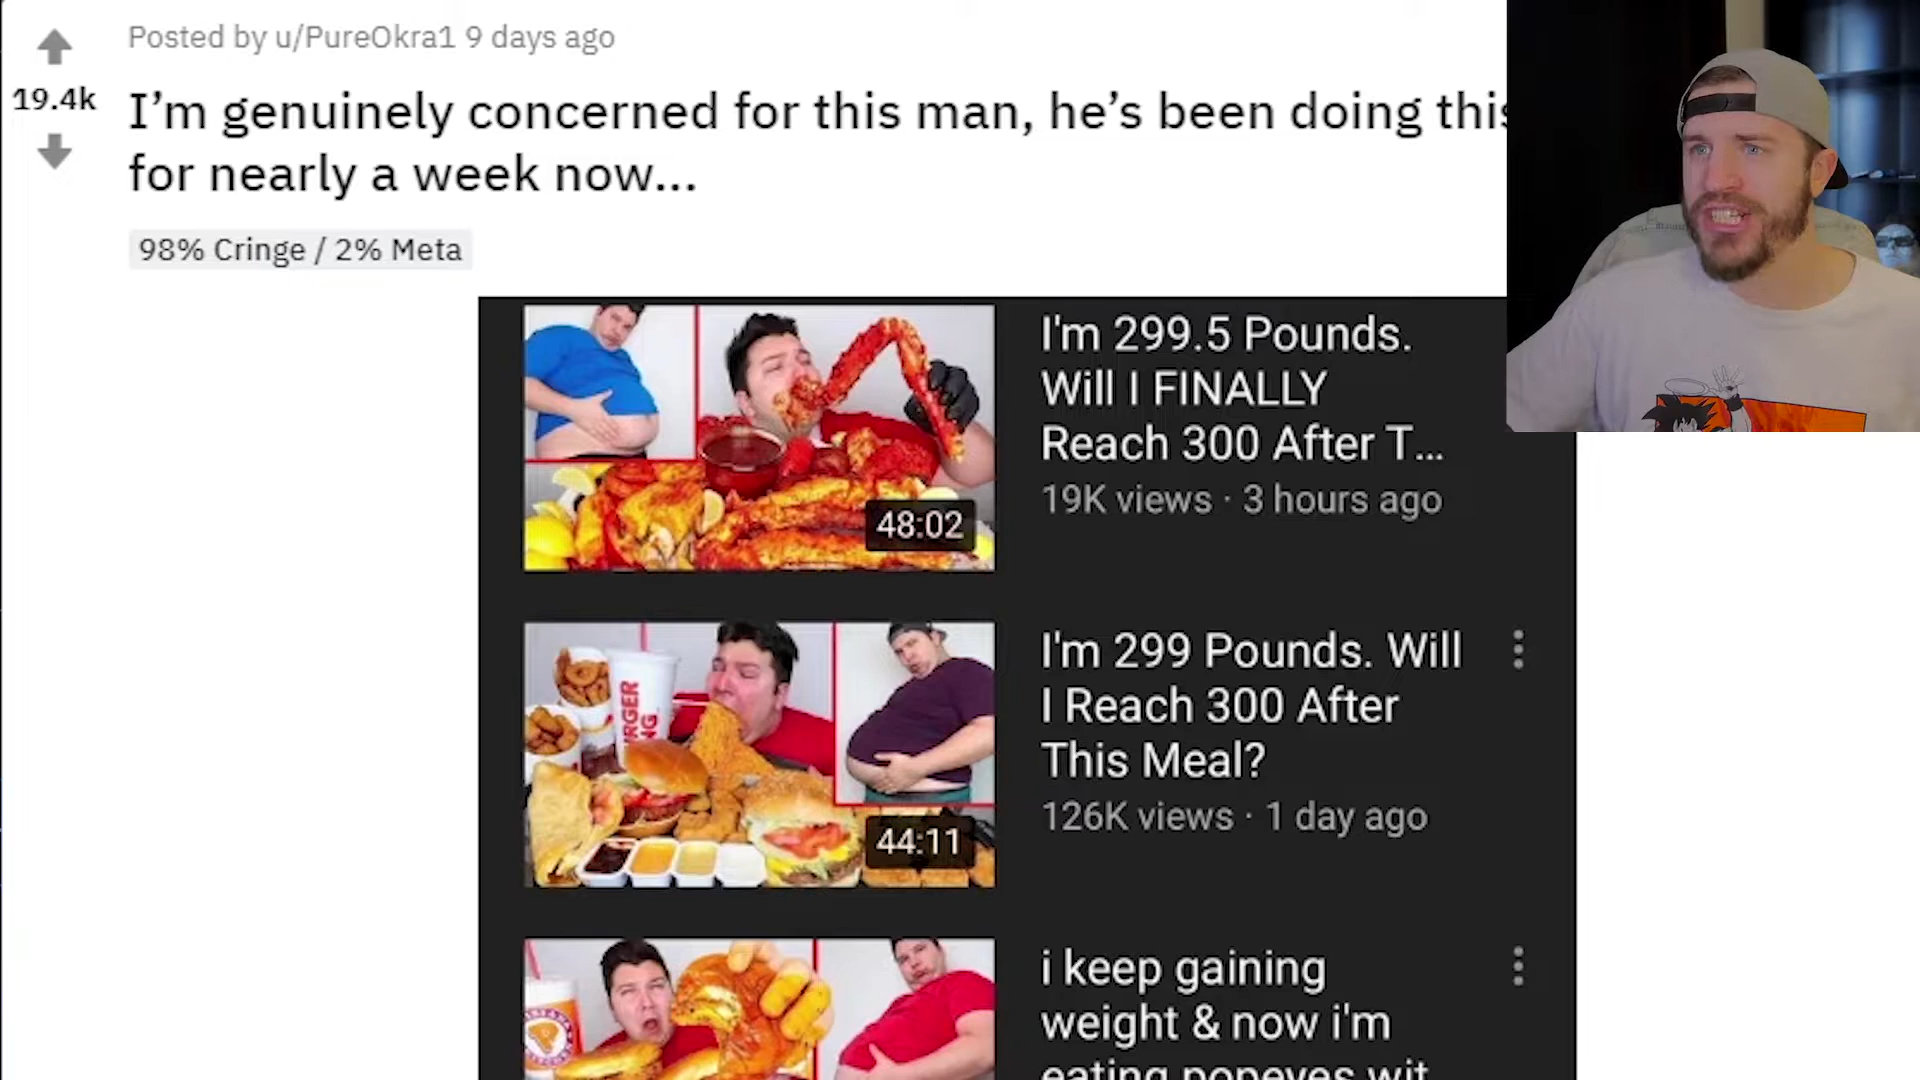 Posted by u/PureOkra1 9 days ago
19.4k
I’m genuinely concerned for this man, he’s been doing this
for nearly a week now...
98% Cringe / 2% Meta
I'm 299.5 Pounds.
Will I FINALLY
Reach 300 After T...
19K views · 3 hours ago
48:02
I'm 299 Pounds. Will
I Reach 300 After
This Meal?
126K views · 1 day ago
44:11
i keep gaining
weight & now i'm
eating popeyes wit